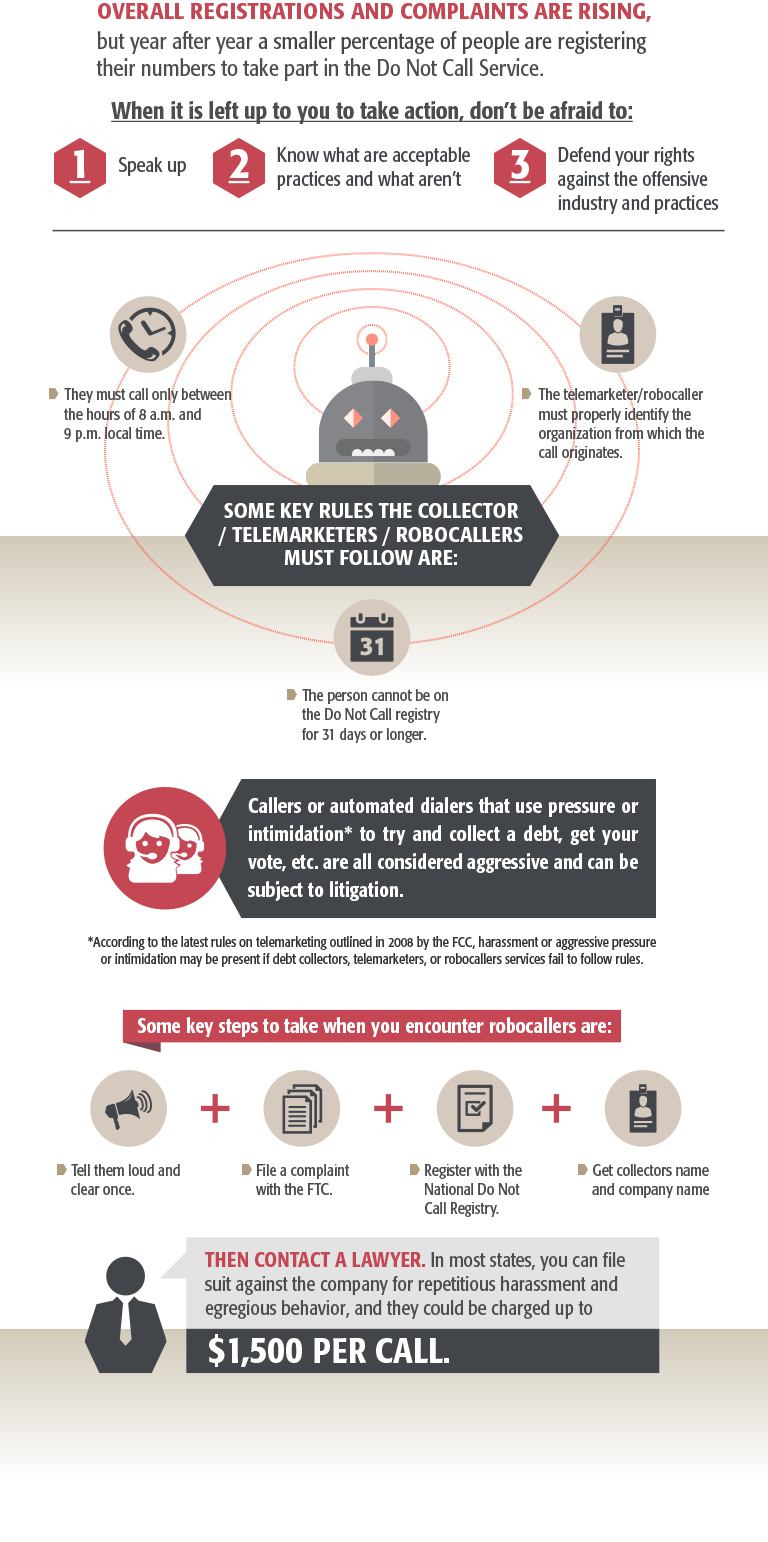 OVERALL REGISTRATIONS AND COMPLAINTS ARE RISING,
but year after year a smaller percentage of people are registering
their numbers to take part in the Do Not Call Service.
When it is left up to you to take action, don't be afraid to:
1
Speak up
2
Know what are acceptable
practices and what aren't
3
Defend your rights
against the offensive
industry and practices
They must call only between
the hours of 8 a.m. and
9 p.m. local time.
The telemarketer/robocaller
must properly identify the
organization from which the
call originates.
SOME KEY RULES THE COLLECTOR
/ TELEMARKETERS / ROBOCALLERS
MUST FOLLOW ARE:
31
The person cannot be on
the Do Not Call registry
for 31 days or longer.
Callers or automated dialers that use pressure or
intimidation* to try and collect a debt, get your
vote, etc. are all considered aggressive and can be
subject to litigation.
*According to the latest rules on telemarketing outlined in 2008 by the FCC, harassment or aggressive pressure
or intimidation may be present if debt collectors, telemarketers, or robocallers services fail to follow rules.
Some key steps to take when you encounter robocallers are:
Tell them loud and
clear once.
File a complaint
with the FTC.
Register with the
National Do Not
Call Registry.
Get collectors name
and company name
THEN CONTACT A LAWYER. In most states, you can file
suit against the company for repetitious harassment and
egregious behavior, and they could be charged up to
$1,500 PER CALL.